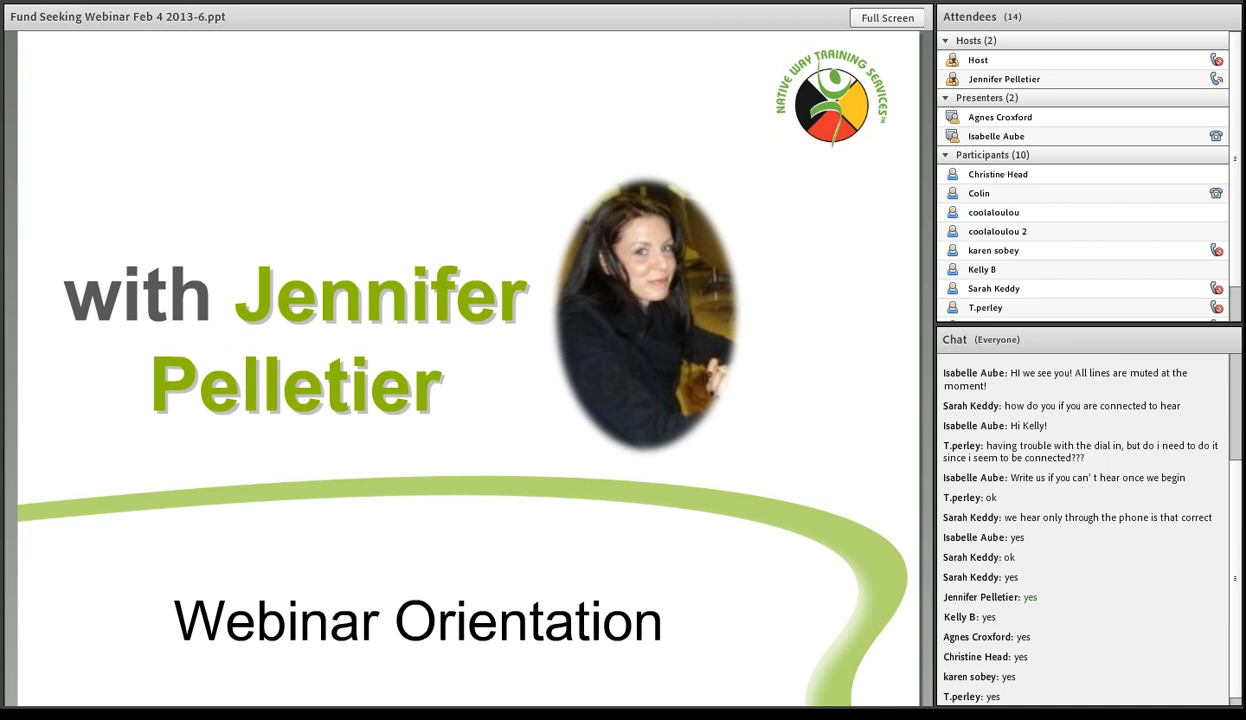 Fund Seeking Webinar Feb 4 2013-6.ppt
Full Screen
NATIVE WAY TRAINING SERVICES™
with Jennifer
Pelletier
Webinar Orientation
Attendees (14)
Hosts (2)
Host
Jennifer Pelletier
Presenters (2)
Agnes Croxford
Isabelle Aube
Participants (10)
Christine Head
Colin
coolaloulou
coolaloulou 2
karen sobey
Kelly B
Sarah Keddy
T.perley
Chat (Everyone)
Isabelle Aube: HI we see you! All lines are muted at the
moment!
Sarah Keddy: how do you if you are connected to hear
Isabelle Aube: Hi Kelly!
T.perley: having trouble with the dial in, but do i need to do it
since i seem to be connected???
Isabelle Aube: Write us if you can' t hear once we begin
T.perley: ok
Sarah Keddy: we hear only through the phone is that correct
Isabelle Aube: yes
Sarah Keddy: ok
Sarah Keddy: yes
Jennifer Pelletier: yes
Kelly B: yes
Agnes Croxford: yes
Christine Head: yes
karen sobey: yes
T.perley: yes